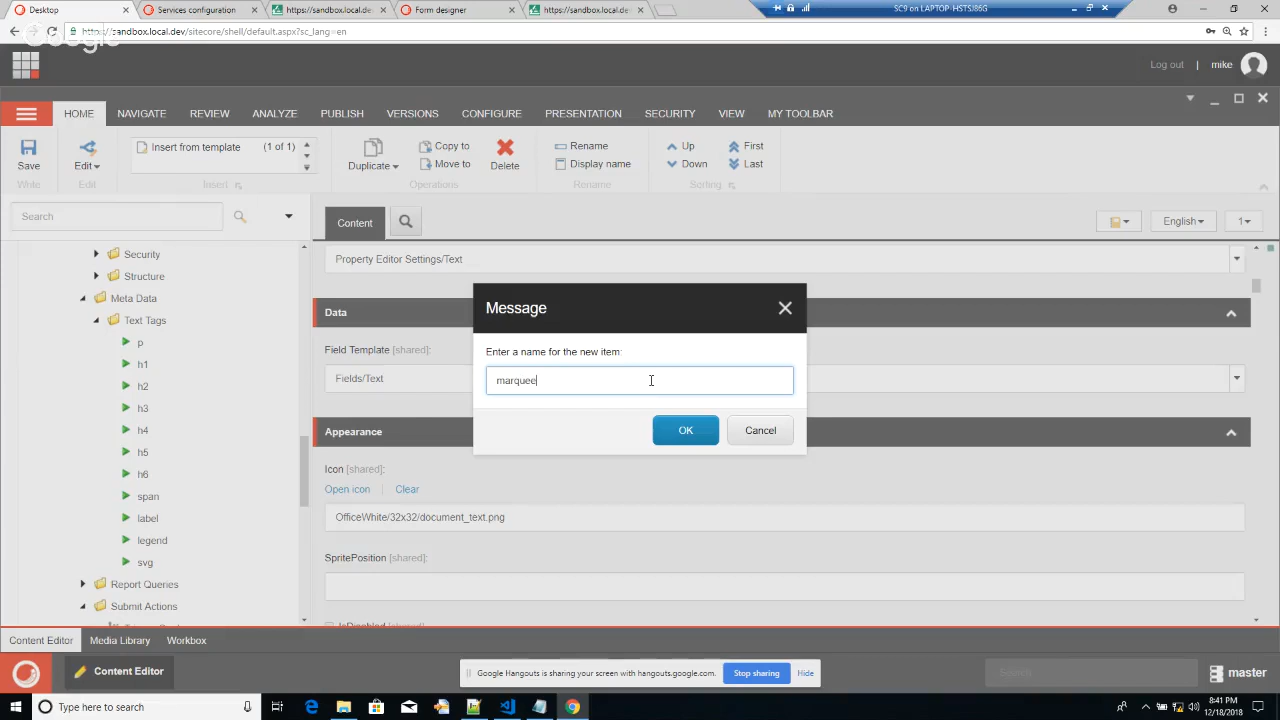 Desktop
Services configuration
https://sandbox.local.dev
Form designer
https://sandbox.local.dev
SC9 on LAPTOP-HSTSJ86G
https://sandbox.local.dev/sitecore/shell/default.aspx?sc_lang=en
Google
Log out | mike
HOME NAVIGATE REVIEW ANALYZE PUBLISH VERSIONS CONFIGURE PRESENTATION SECURITY VIEW MY TOOLBAR
Save
Write
Edit
Edit
Insert from template (1 of 1)
Insert
Duplicate
Copy to
Move to
Delete
Operations
Rename
Display name
Rename
Up
Down
First
Last
Sorting
Search
Content
English
1
Security
Structure
Meta Data
Text Tags
p
h1
h2
h3
h4
h5
h6
span
label
legend
svg
Report Queries
Submit Actions
Property Editor Settings/Text
Data
Field Template [shared]:
Fields/Text
Appearance
Icon [shared]:
Open icon
Clear
OfficeWhite/32x32/document_text.png
SpritePosition [shared]:
Message
Enter a name for the new item:
marquee
OK
Cancel
Content Editor
Media Library
Workbox
Content Editor
Google Hangouts is sharing your screen with hangouts.google.com.
Stop sharing
Hide
Search
master
Type here to search
8:41 PM
12/18/2018